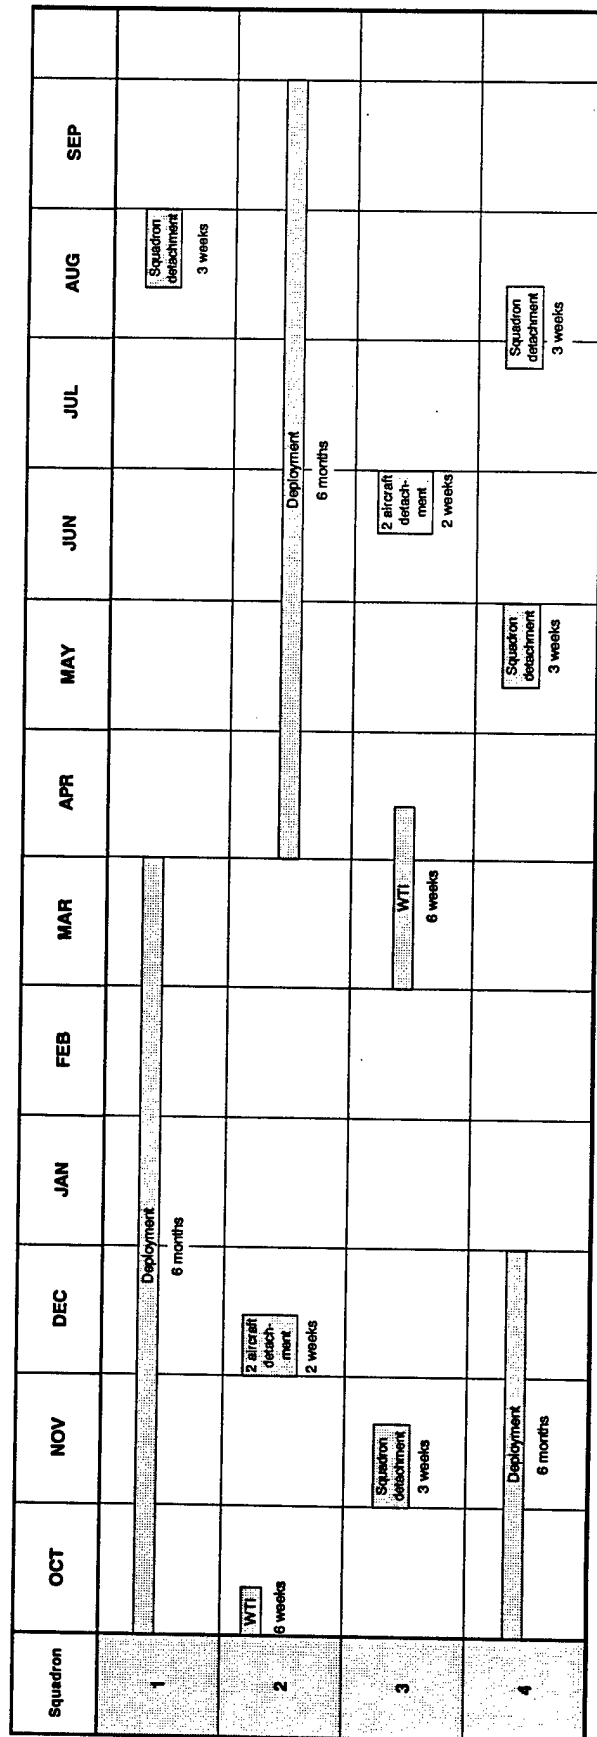 Squadron
OCT
NOV
DEC
JAN
FEB
MAR
APR
MAY
JUN
JUL
AUG
SEP
1
Deployment
6 months
Squadron
detachment
3 weeks
2
WTI
6 weeks
2 aircraft
detach-
ment
2 weeks
Deployment
6 months
3
Squadron
detachment
3 weeks
WTI
6 weeks
2 aircraft
detach-
ment
2 weeks
4
Deployment
6 months
Squadron
detachment
3 weeks
Squadron
detachment
3 weeks